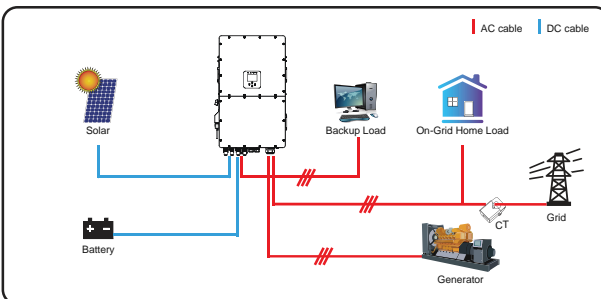 AC cable
DC cable
Solar
Backup Load
On-Grid Home Load
Grid
CT
Battery
Generator